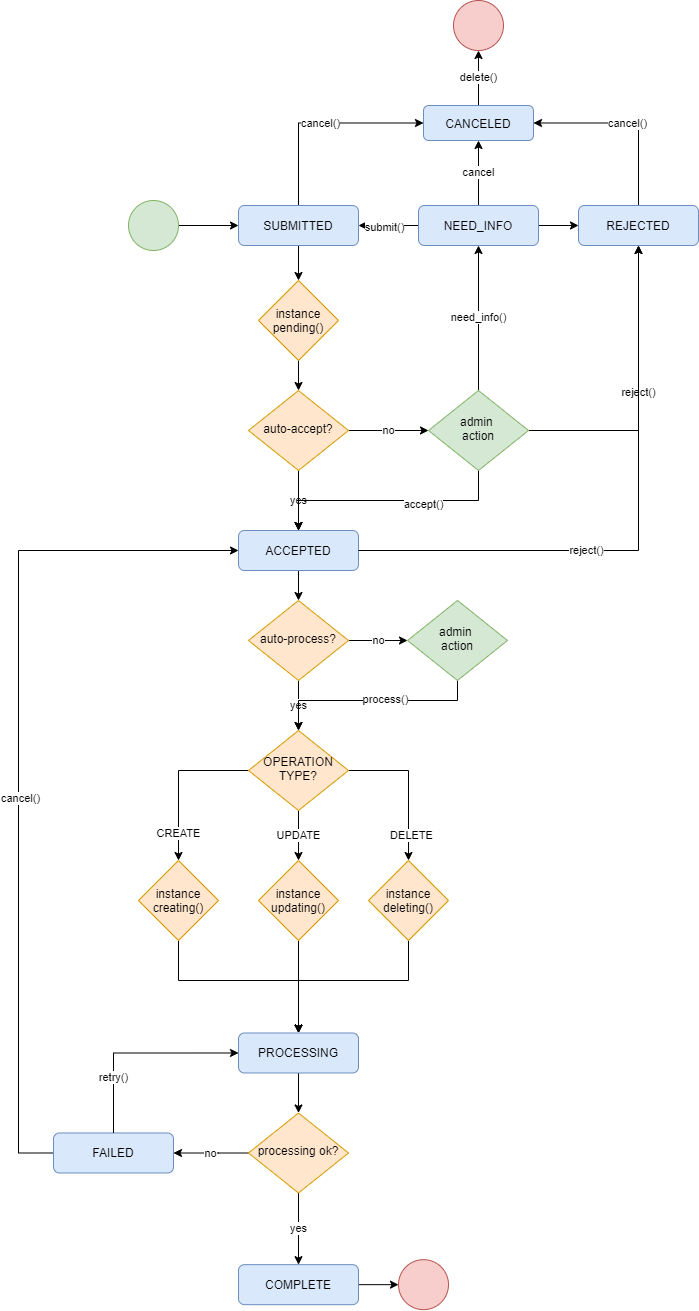 delete()
CANCELED
cancel()
cancel()
cancel
SUBMITTED
submit()
NEED_INFO
REJECTED
instance
pending()
need_info()
reject()
auto-accept?
no
admin
action
yes
accept()
ACCEPTED
reject()
auto-process?
no
admin
action
yes
process()
OPERATION
TYPE?
cancel()
CREATE
UPDATE
DELETE
instance
creating()
instance
updating()
instance
deleting()
PROCESSING
retry()
FAILED
no
processing ok?
yes
COMPLETE